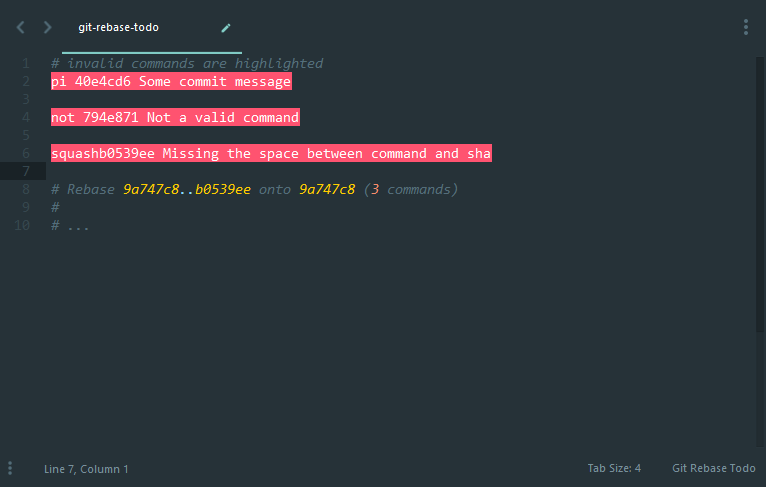 git-rebase-todo
1 # invalid commands are highlighted
2 pi 40e4cd6 Some commit message
3
4 not 794e871 Not a valid command
5
6 squashb0539ee Missing the space between command and sha
7
8 # Rebase 9a747c8..b0539ee onto 9a747c8 (3 commands)
9 #
10 # ...
Line 7, Column 1 Tab Size: 4 Git Rebase Todo